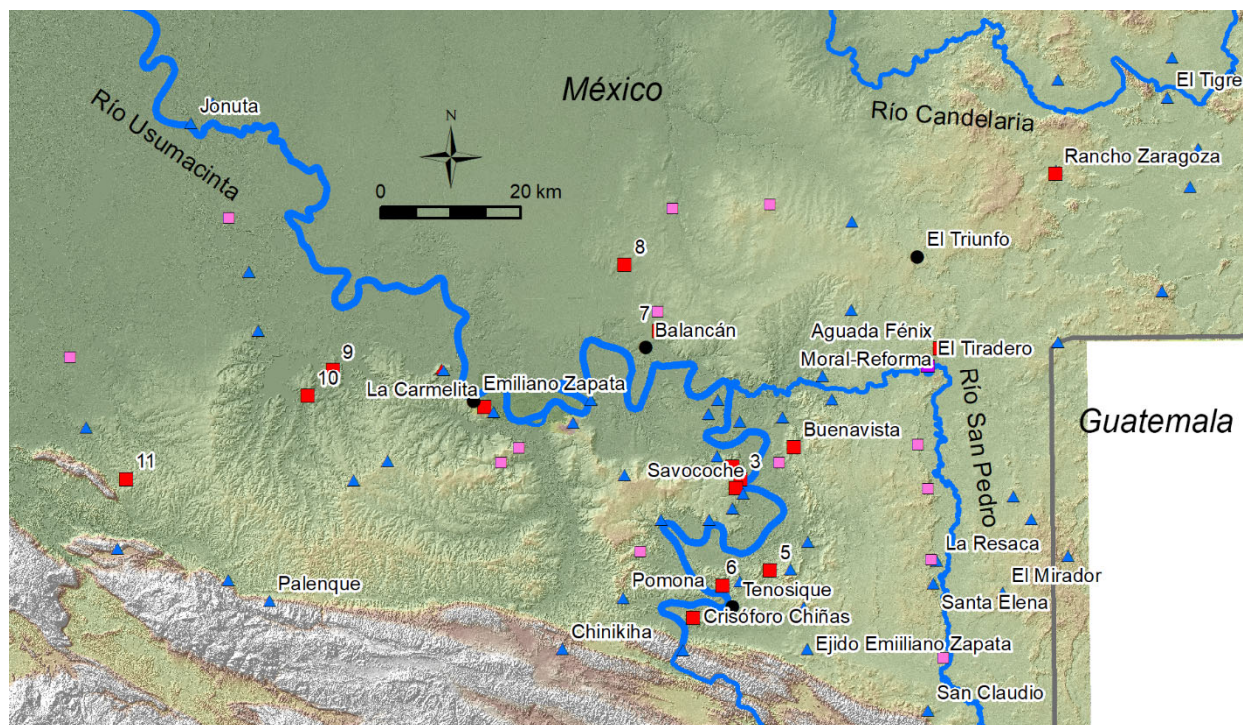 México
El Tigre
Jonuta
Río Usumacinta
Río Candelaria
N
Rancho Zaragoza
0 20 km
El Triunfo
8
7
Balancán
Aguada Fénix
El Tiradero
Moral-Reforma
9
10
La Carmelita
Emiliano Zapata
Río San Pedro
Guatemala
Buenavista
11
Savocoche
3
La Resaca
5
6
Pomona
Tenosique
El Mirador
Palenque
Santa Elena
Crisóforo Chiñas
Chinikiha
Ejido Emiiliano Zapata
San Claudio